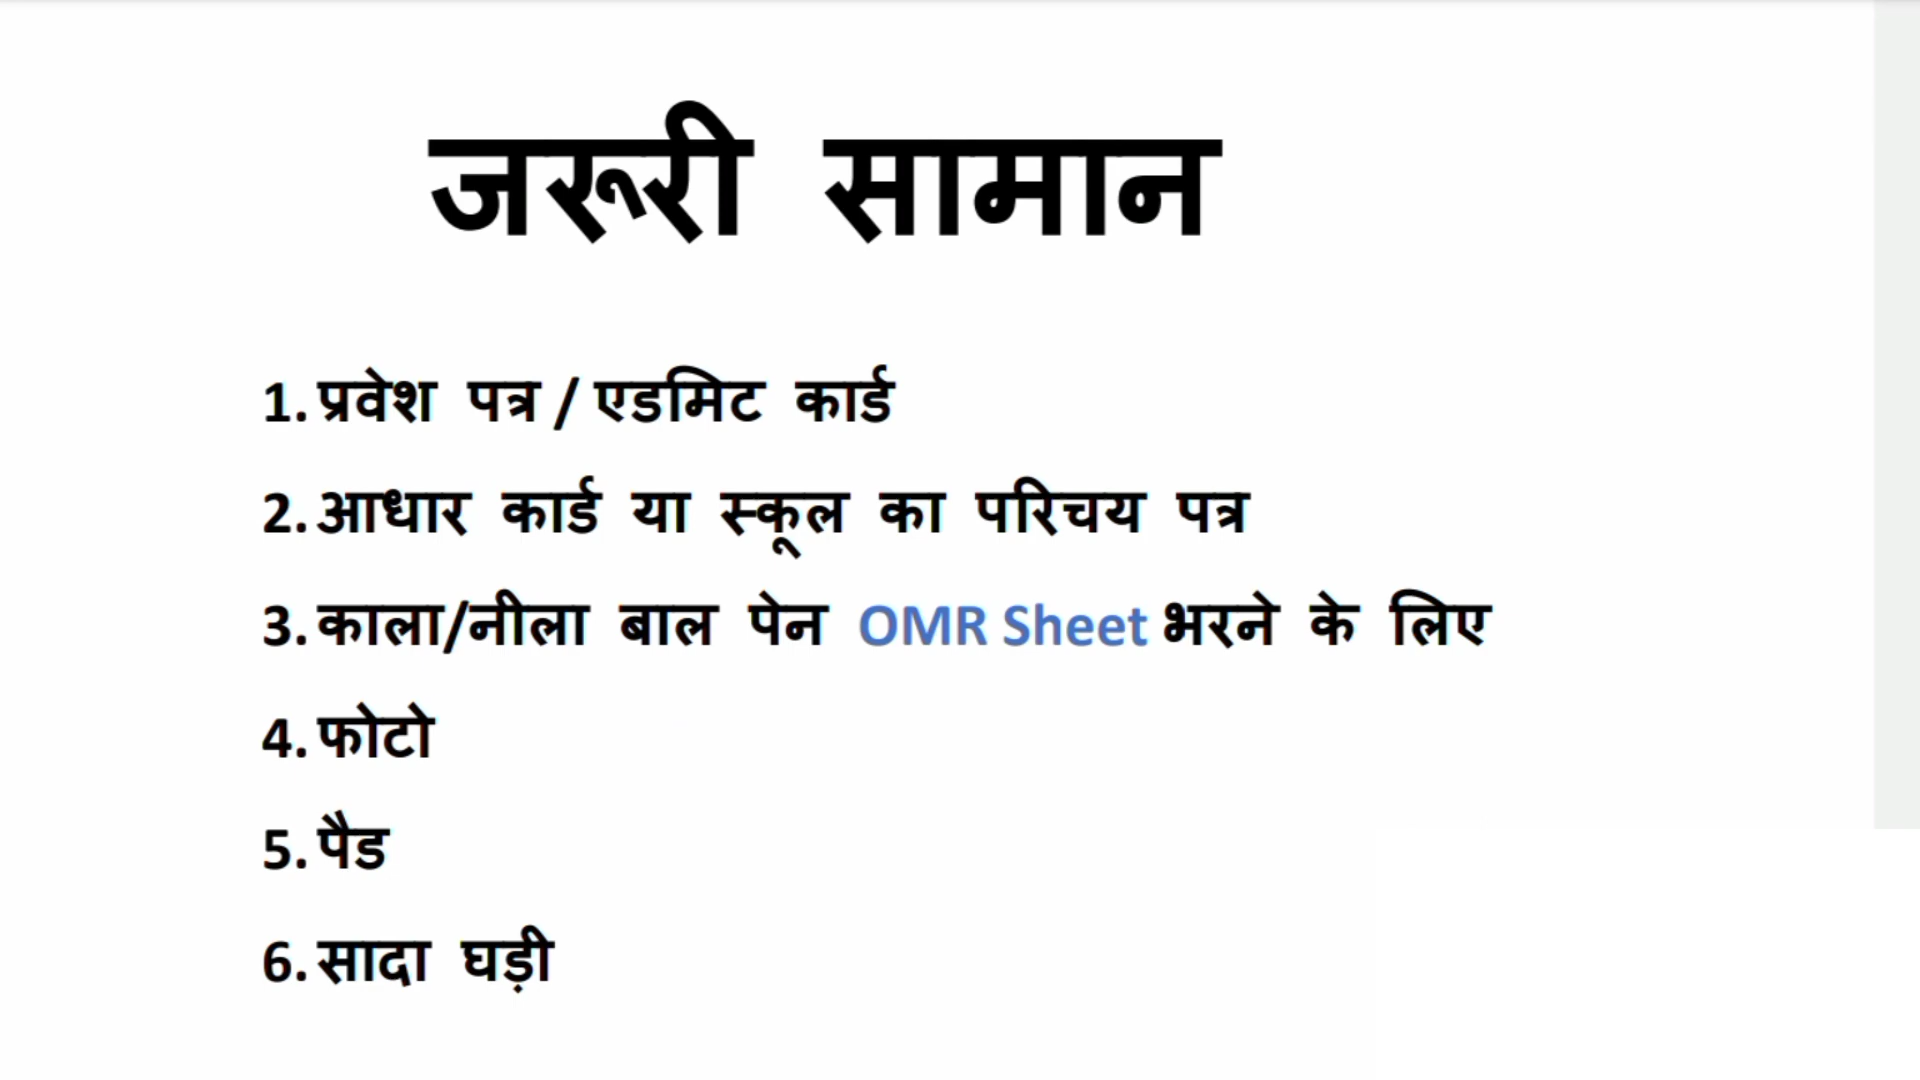 जरूरी सामान
1. प्रवेश पत्र / एडमिट कार्ड
2. आधार कार्ड या स्कूल का परिचय पत्र
3. काला/नीला बाल पेन OMR Sheet भरने के लिए
4. फोटो
5. पैड
6. सादा घड़ी